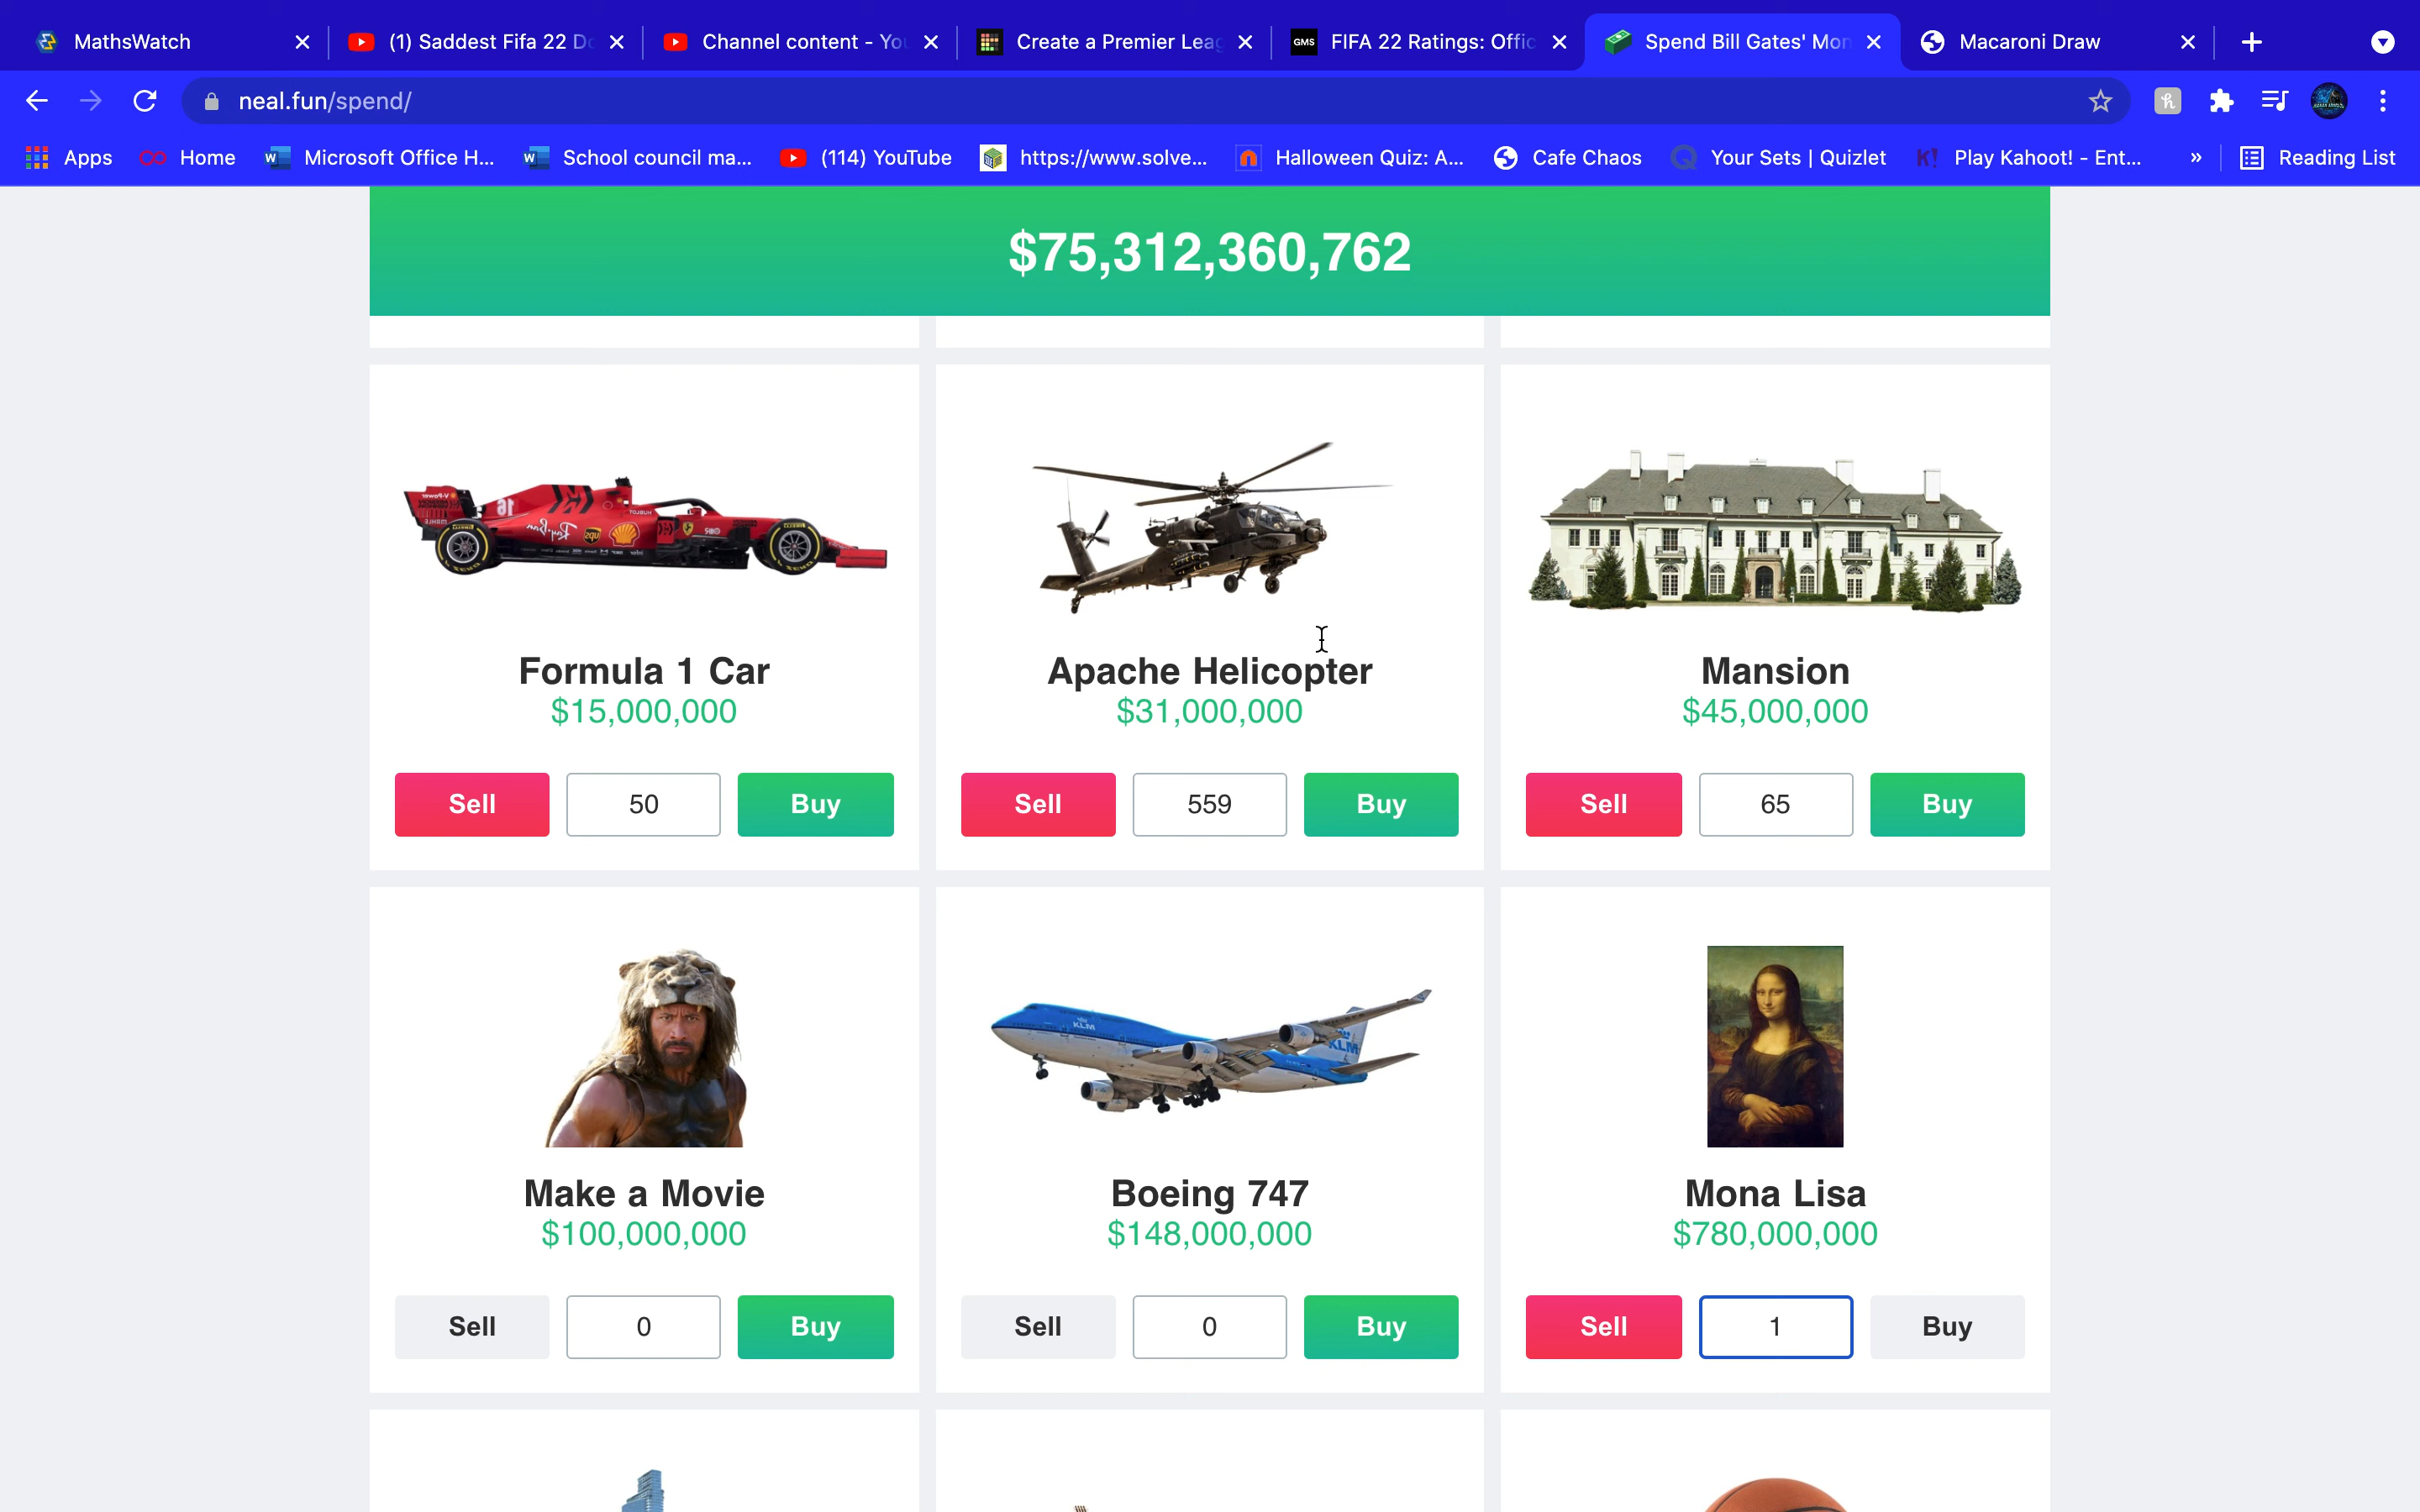 MathsWatch
(1) Saddest Fifa 22 Do
Channel content - You
Create a Premier Leag
GMS
FIFA 22 Ratings: Offic
Spend Bill Gates' Mon
Macaroni Draw
neal.fun/spend/
Apps
Home
Microsoft Office H...
School council ma...
(114) YouTube
https://www.solve...
Halloween Quiz: A...
Cafe Chaos
Your Sets | Quizlet
K!
Play Kahoot! - Ent...
»
Reading List
$75,312,360,762
Formula 1 Car
$15,000,000
Sell
50
Buy
Apache Helicopter
$31,000,000
Sell
559
Buy
Mansion
$45,000,000
Sell
65
Buy
KLM
KLM
Make a Movie
$100,000,000
Sell
0
Buy
Boeing 747
$148,000,000
Sell
0
Buy
Mona Lisa
$780,000,000
Sell
1
Buy